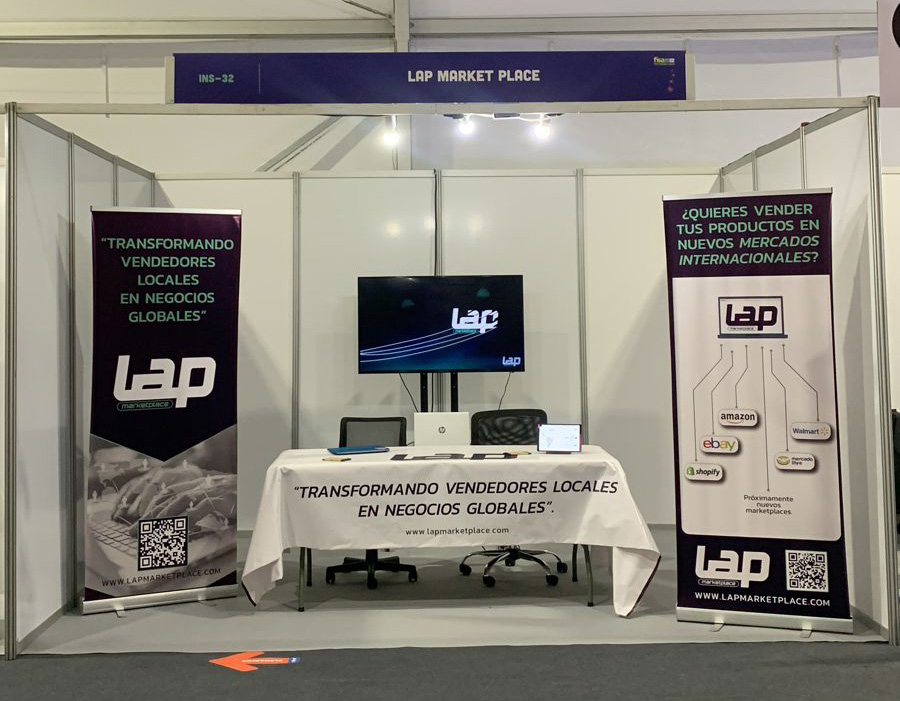 INS-32
LAP MARKET PLACE
"TRANSFORMANDO
VENDEDORES
LOCALES
EN NEGOCIOS
GLOBALES"
Lap
marketplace
WWW.LAPMARKETPLACE.COM
Lap
Lap
hp
"TRANSFORMANDO VENDEDORES LOCALES
EN NEGOCIOS GLOBALES".
www.lapmarketplace.com
¿QUIERES VENDER
TUS PRODUCTOS EN
NUEVOS MERCADOS
INTERNACIONALES?
Lap
marketplace
amazon
Walmart
ebay
mercado
libre
shopify
Próximamente
nuevos
marketplaces.
Lap
marketplace
WWW.LAPMARKETPLACE.COM